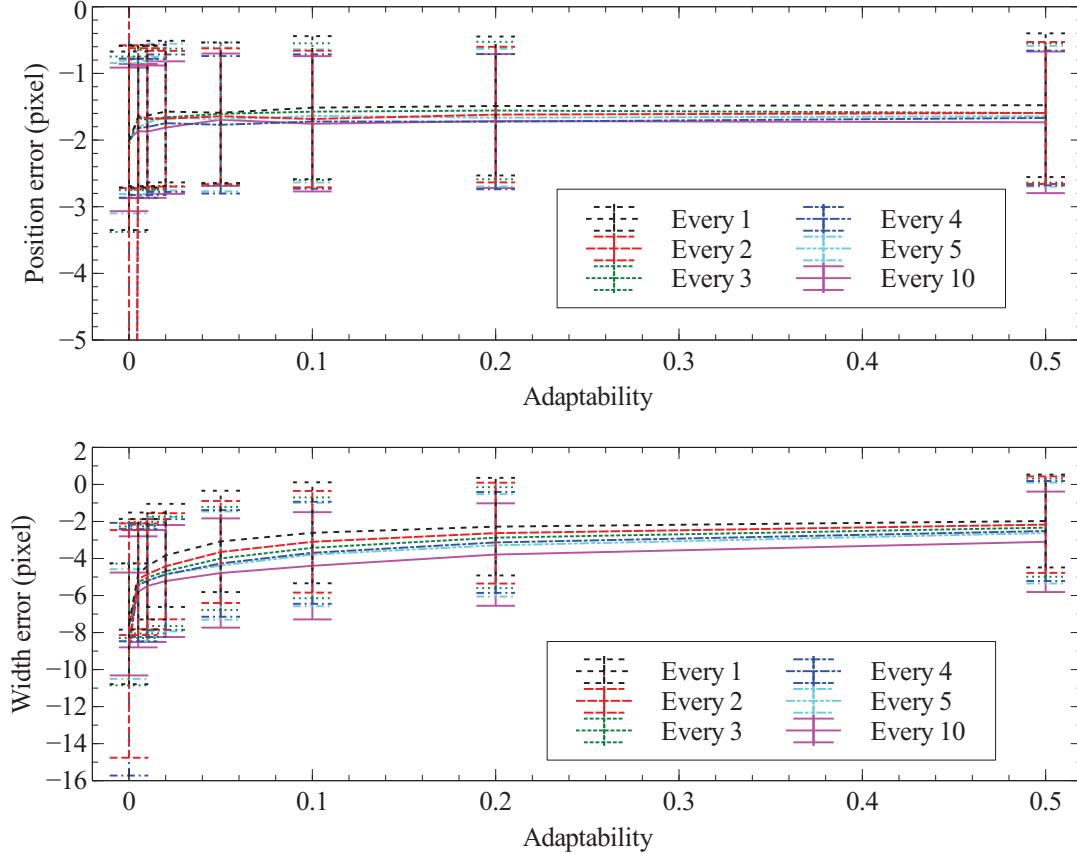 0
−1
−2
−3
−4
−5
Position error (pixel)
Every 1 Every 4
Every 2 Every 5
Every 3 Every 10
0 0.1 0.2 0.3 0.4 0.5
Adaptability
2
0
−2
−4
−6
−8
−10
−12
−14
−16
Width error (pixel)
Every 1 Every 4
Every 2 Every 5
Every 3 Every 10
0 0.1 0.2 0.3 0.4 0.5
Adaptability